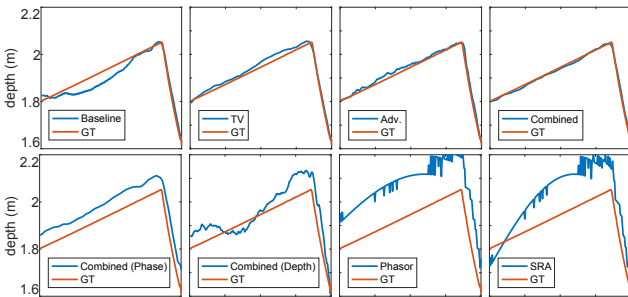 depth (m)
2.2
2
1.8
1.6
Baseline
GT
TV
GT
Adv.
GT
Combined
GT
depth (m)
2.2
2
1.8
1.6
Combined (Phase)
GT
Combined (Depth)
GT
Phasor
GT
SRA
GT